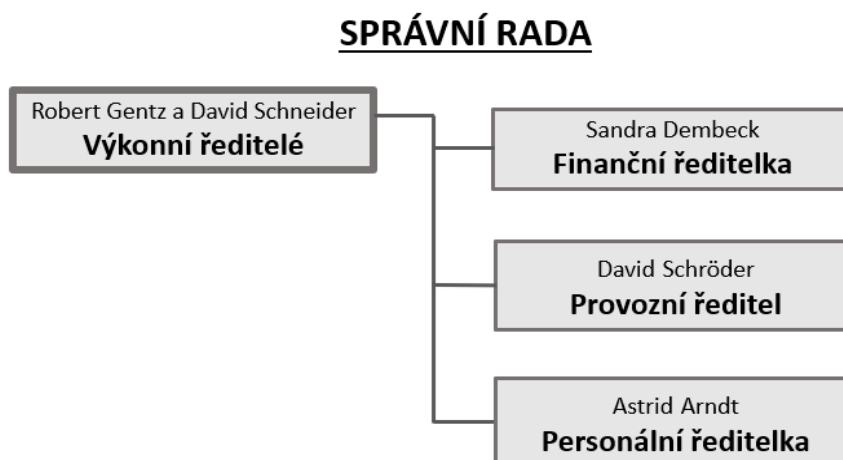 SPRÁVNÍ RADA
Robert Gentz a David Schneider
Výkonní ředitelé
Sandra Dembeck
Finanční ředitelka
David Schröder
Provozní ředitel
Astrid Arndt
Personální ředitelka